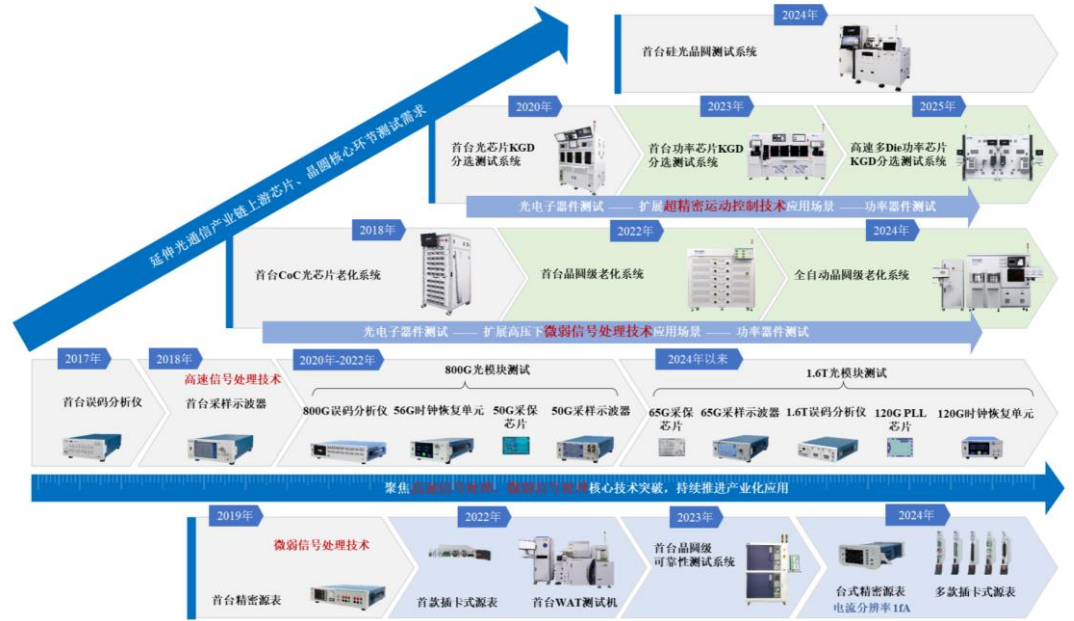 2024年
首台硅光晶圆测试系统
延伸光通信产业链上游芯片、晶圆核心环节测试需求
2020年
首台光芯片KGD
分选测试系统
2023年
首台功率芯片KGD
分选测试系统
2025年
高速多Die功率芯片
KGD分选测试系统
光电子器件测试 —— 扩展超精密运动控制技术应用场景 —— 功率器件测试
2018年
首台CoC光芯片老化系统
2022年
首台晶圆级老化系统
2024年
全自动晶圆级老化系统
光电子器件测试 —— 扩展高压下微弱信号处理技术应用场景 —— 功率器件测试
2017年
首台误码分析仪
2018年
高速信号处理技术
首台采样示波器
2020年-2022年
800G光模块测试
800G误码分析仪
56G时钟恢复单元
50G采保
芯片
50G采样示波器
2024年以来
1.6T光模块测试
65G采保
芯片
65G采样示波器
1.6T误码分析仪
120G PLL
芯片
120G时钟恢复单元
聚焦高速信号处理、微弱信号处理核心技术突破，持续推进产业化应用
2019年
微弱信号处理技术
首台精密源表
2022年
首款插卡式源表
首台WAT测试机
2023年
首台晶圆级
可靠性测试系统
2024年
台式精密源表
电流分辨率1fA
多款插卡式源表